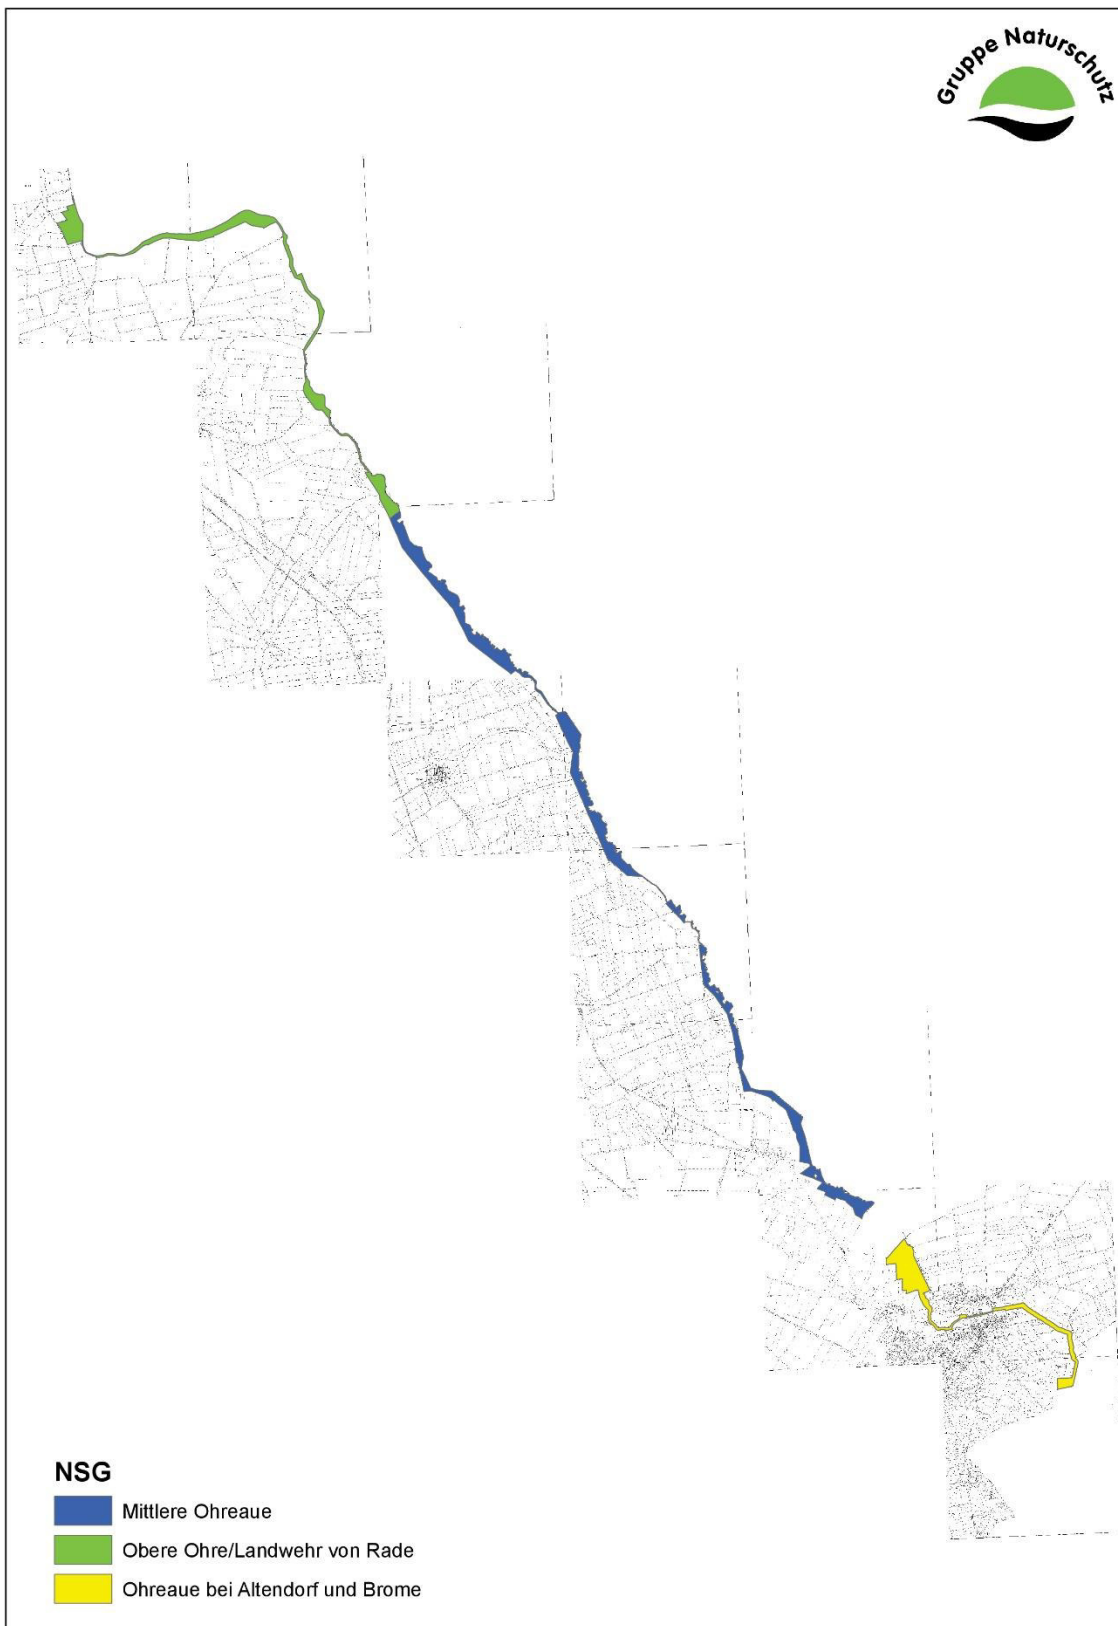 Gruppe Naturschutz
NSG
Mittlere Ohreaue
Obere Ohre/Landwehr von Rade
Ohreaue bei Altendorf und Brome